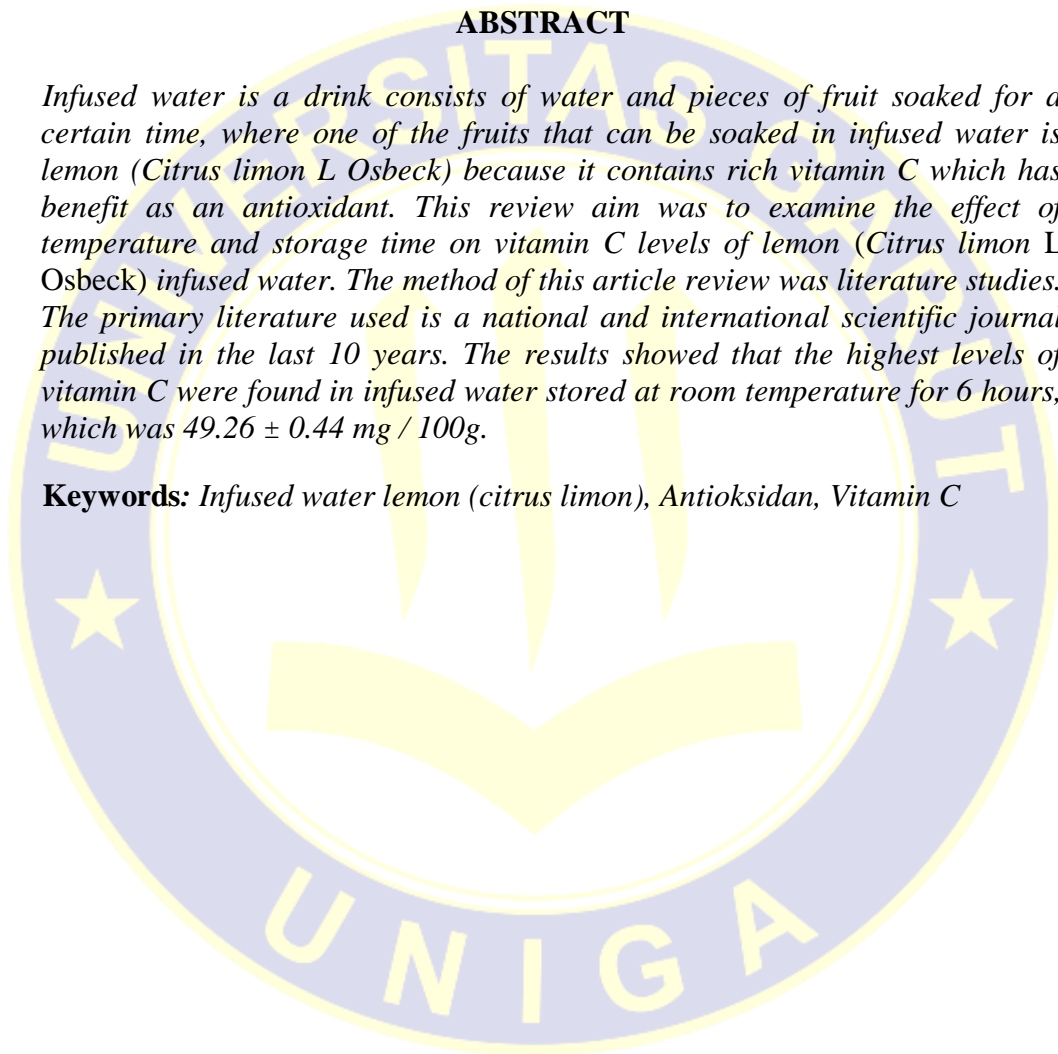 ABSTRACT
Infused water is a drink consists of water and pieces of fruit soaked for a
certain time, where one of the fruits that can be soaked in infused water is
lemon (Citrus limon L Osbeck) because it contains rich vitamin C which has
benefit as an antioxidant. This review aim was to examine the effect of
temperature and storage time on vitamin C levels of lemon (Citrus limon L
Osbeck) infused water. The method of this article review was literature studies.
The primary literature used is a national and international scientific journal
published in the last 10 years. The results showed that the highest levels of
vitamin C were found in infused water stored at room temperature for 6 hours,
which was 49.26 ± 0.44 mg / 100g.
Keywords: Infused water lemon (citrus limon), Antioksidan, Vitamin C
UNIVERSITAS GARUT
UNIGA